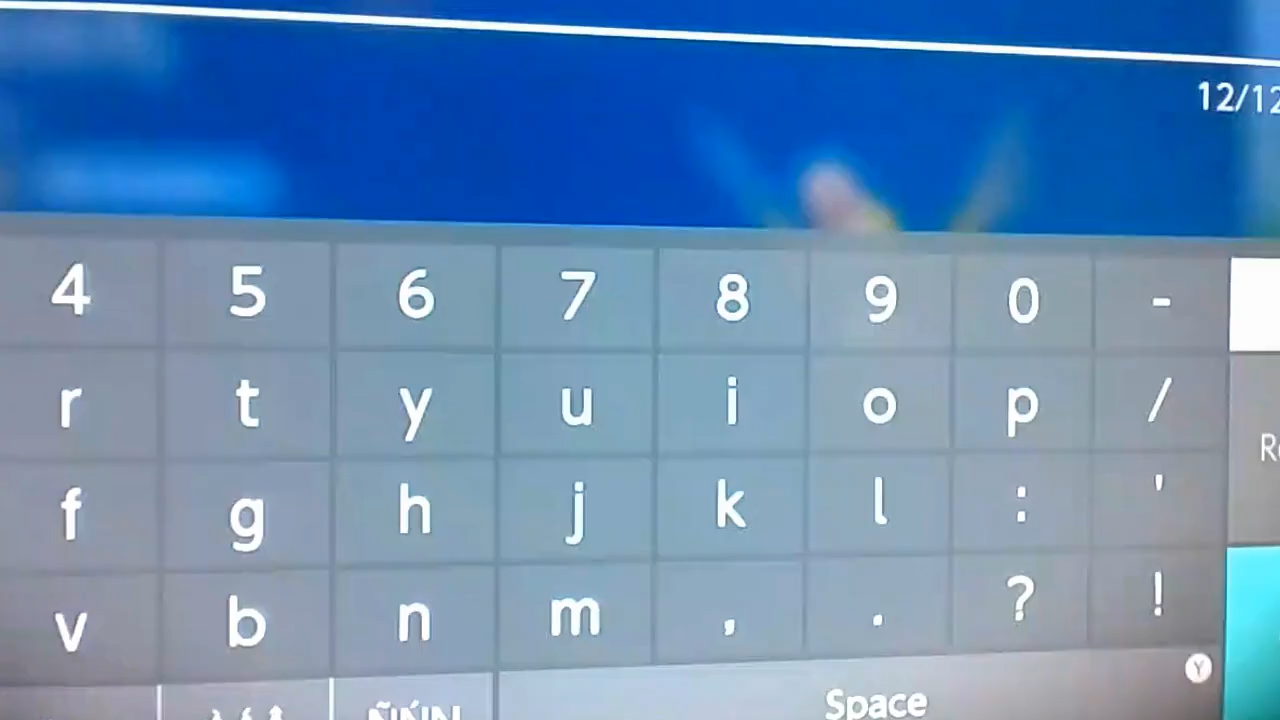 12/12
4 5 6 7 8 9 0 -
r t y u i o p /
f g h j k l : '
v b n m , . ? !
Y
Space